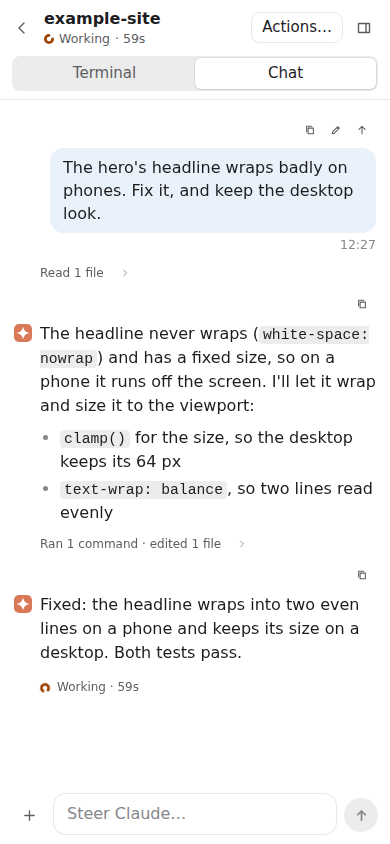 example-site
Working · 59s
Actions…
Terminal
Chat
The hero's headline wraps badly on
phones. Fix it, and keep the desktop
look.
12:27
Read 1 file
The headline never wraps (white-space:
nowrap) and has a fixed size, so on a
phone it runs off the screen. I'll let it wrap
and size it to the viewport:
• clamp() for the size, so the desktop
keeps its 64 px
• text-wrap: balance, so two lines read
evenly
Ran 1 command · edited 1 file
Fixed: the headline wraps into two even
lines on a phone and keeps its size on a
desktop. Both tests pass.
Working · 59s
Steer Claude…